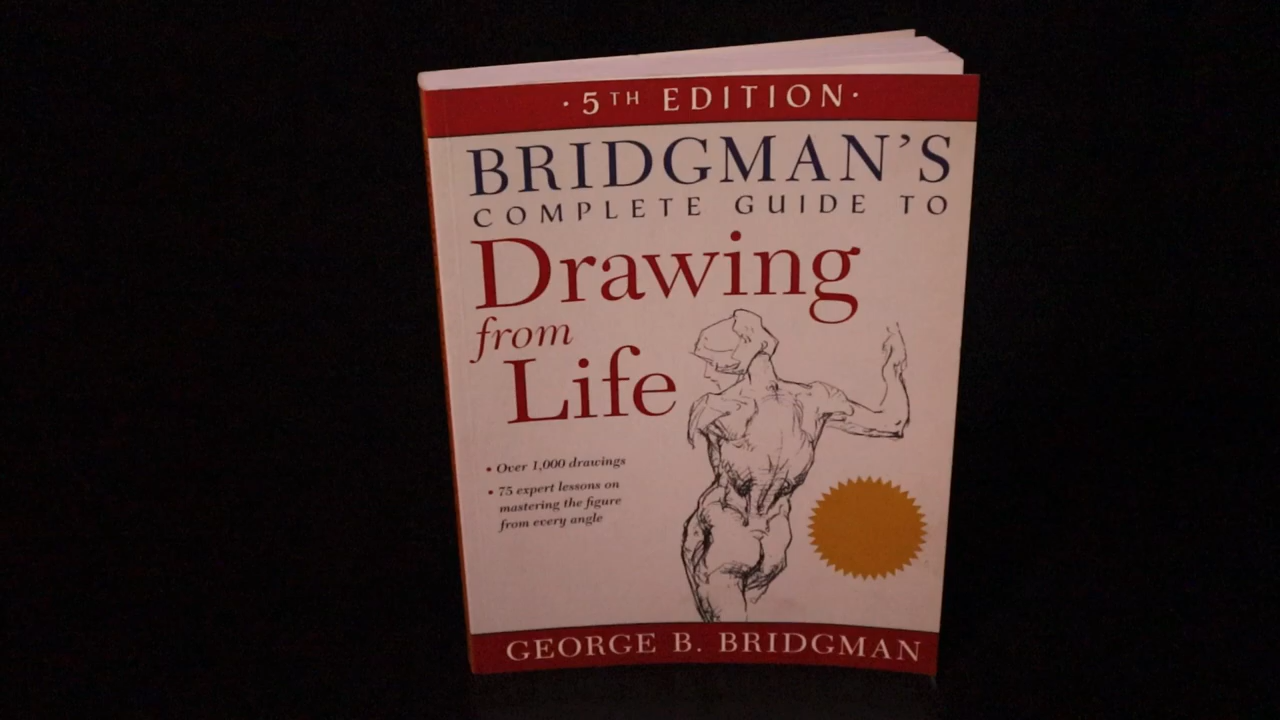 · 5TH EDITION ·
BRIDGMAN'S
COMPLETE GUIDE TO
Drawing
from
Life
• Over 1,000 drawings
• 75 expert lessons on
mastering the figure
from every angle
GEORGE B. BRIDGMAN